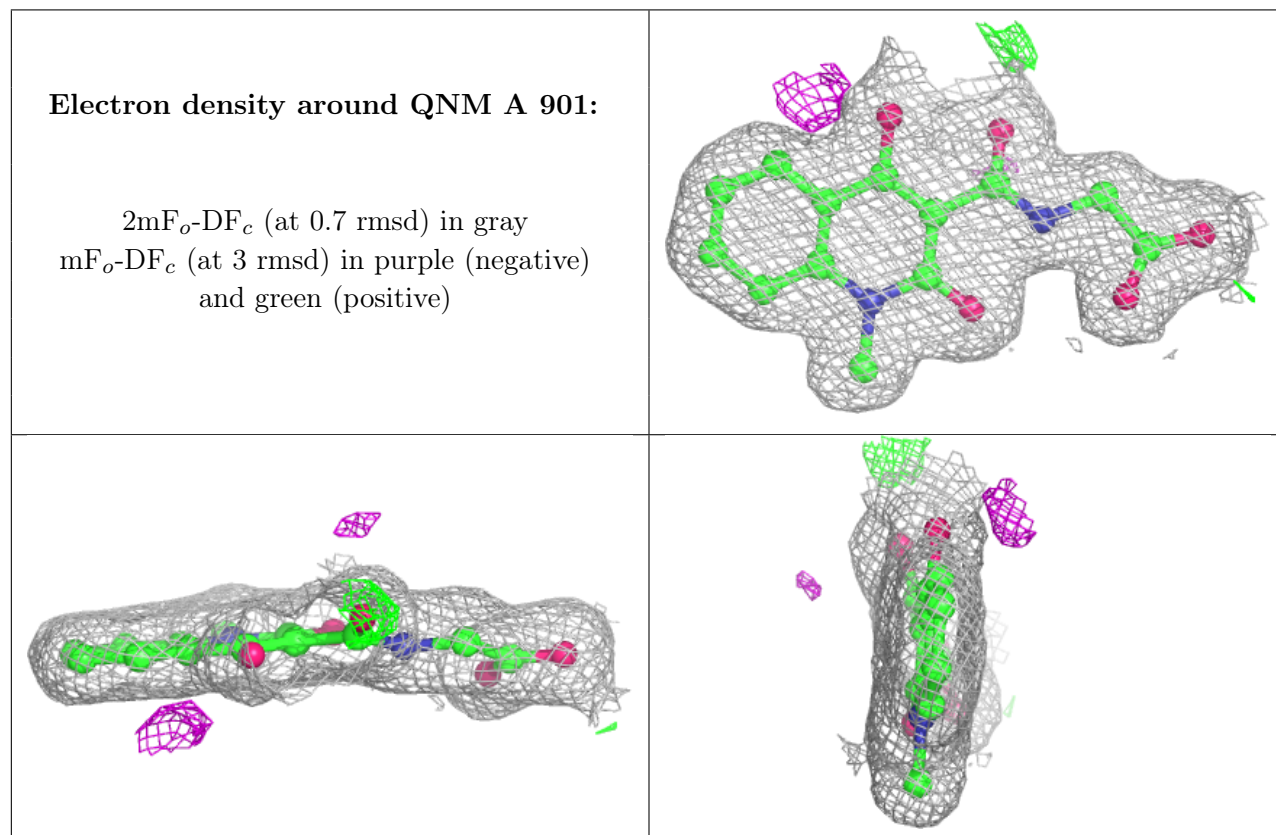 Electron density around QNM A 901:
2mFo-DFc (at 0.7 rmsd) in gray
mFo-DFc (at 3 rmsd) in purple (negative)
and green (positive)